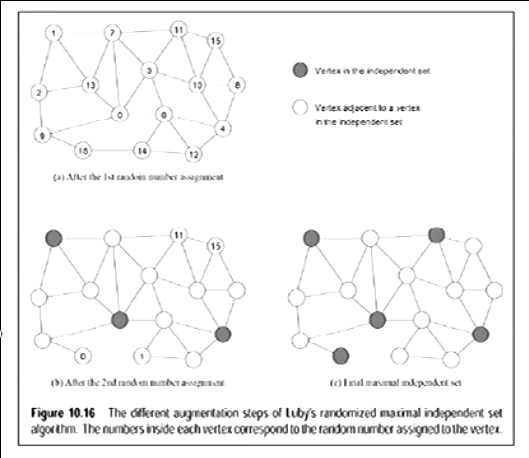 1
7
11
15
3
2
13
10
8
0
6
4
9
15
14
12
Vertex in the independent set
Vertex adjacent to a vertex
in the independent set
(a) After the 1st random number assignment
11
15
0
1
(b) After the 2nd random number assignment
(c) Final maximal independent set
Figure 10.16 The different augmentation steps of Luby's randomized maximal independent set
algorithm. The numbers inside each vertex correspond to the random number assigned to the vertex.